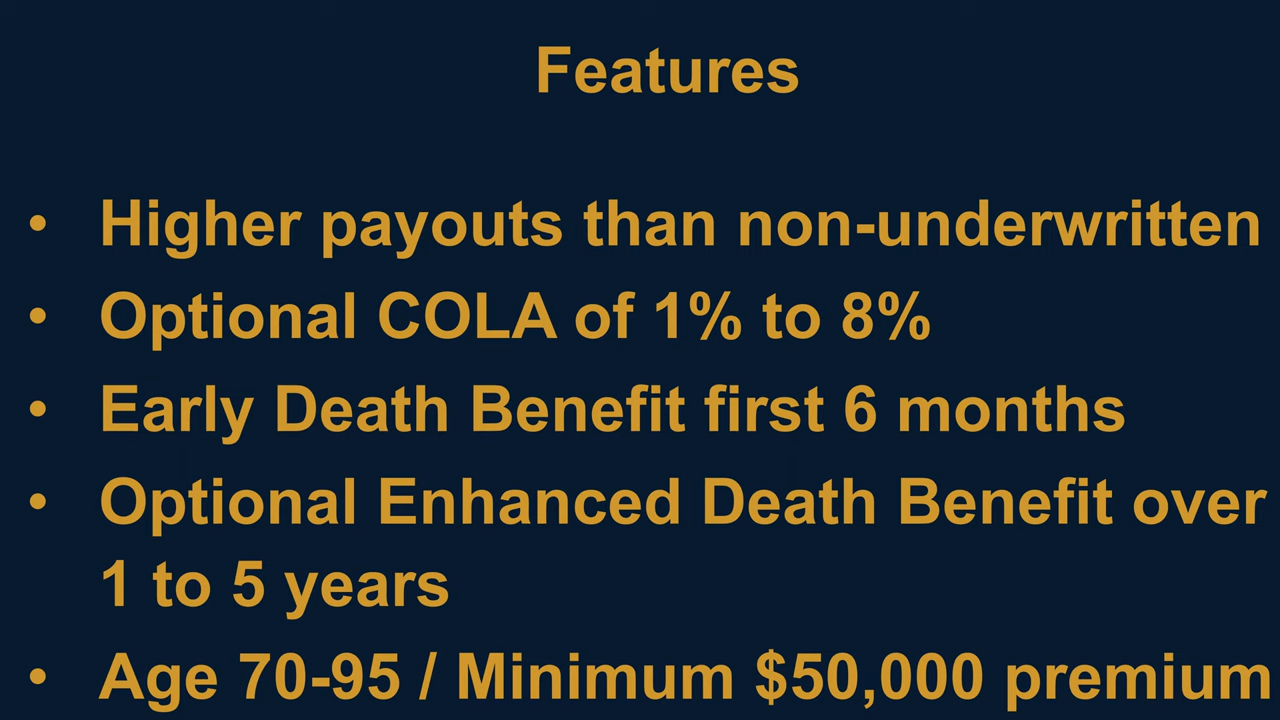 Features
• Higher payouts than non-underwritten
• Optional COLA of 1% to 8%
• Early Death Benefit first 6 months
• Optional Enhanced Death Benefit over
1 to 5 years
• Age 70-95 / Minimum $50,000 premium